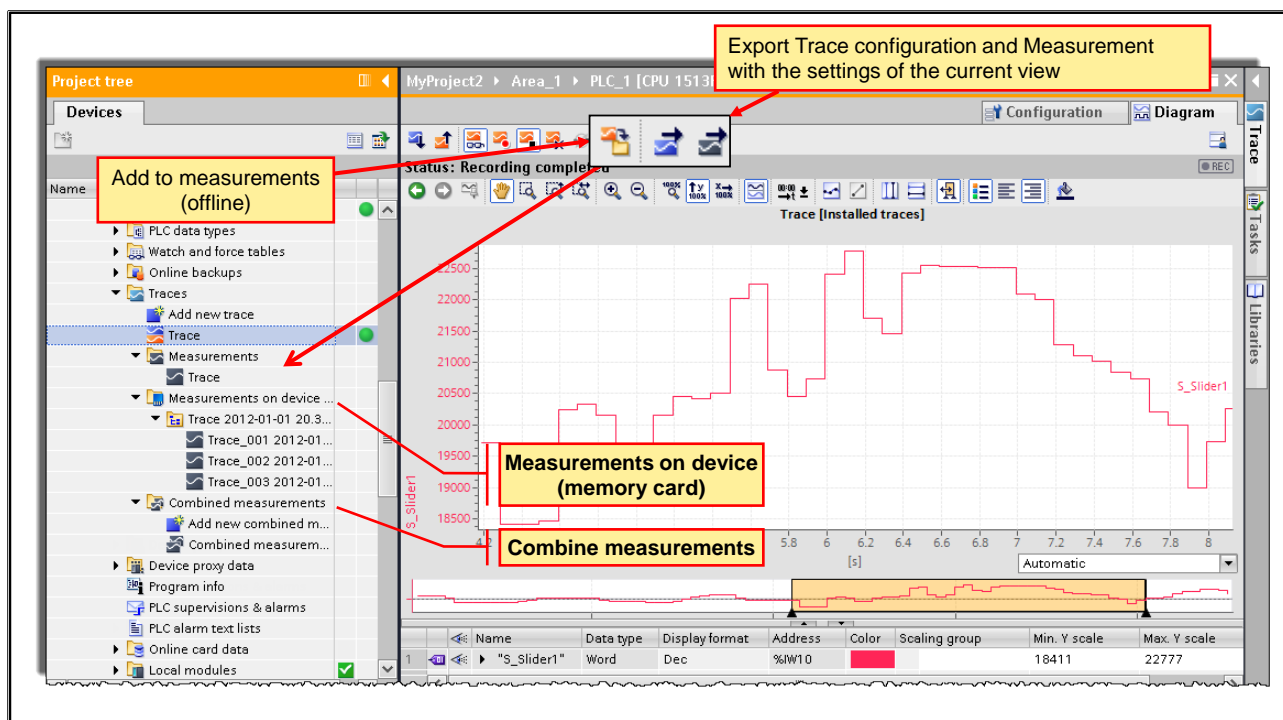 Export Trace configuration and Measurement
with the settings of the current view
Project tree
MyProject2 ▸ Area_1 ▸ PLC_1 [CPU 1513
Devices
Configuration
Diagram
Trace
Tasks
Libraries
Add to measurements
(offline)
Status: Recording completed
REC
Name
100%
100%
100%
00:00
Trace [Installed traces]
PLC data types
Watch and force tables
Online backups
Traces
Add new trace
Trace
Measurements
Trace
Measurements on device ...
Trace 2012-01-01 20.3...
Trace_001 2012-01...
Trace_002 2012-01...
Trace_003 2012-01...
Combined measurements
Add new combined m...
Combined measurem...
Device proxy data
Program info
PLC supervisions & alarms
PLC alarm text lists
Online card data
Local modules
22500
22000
21500
21000
20500
20000
19500
19000
18500
S_Slider1
S_Slider1
Measurements on device
(memory card)
Combine measurements
4.2 5.8 6 6.2 6.4 6.6 6.8 7 7.2 7.4 7.6 7.8 8
[s]
Automatic
Name Data type Display format Address Color Scaling group Min. Y scale Max. Y scale
1 "S_Slider1" Word Dec %IW10 18411 22777